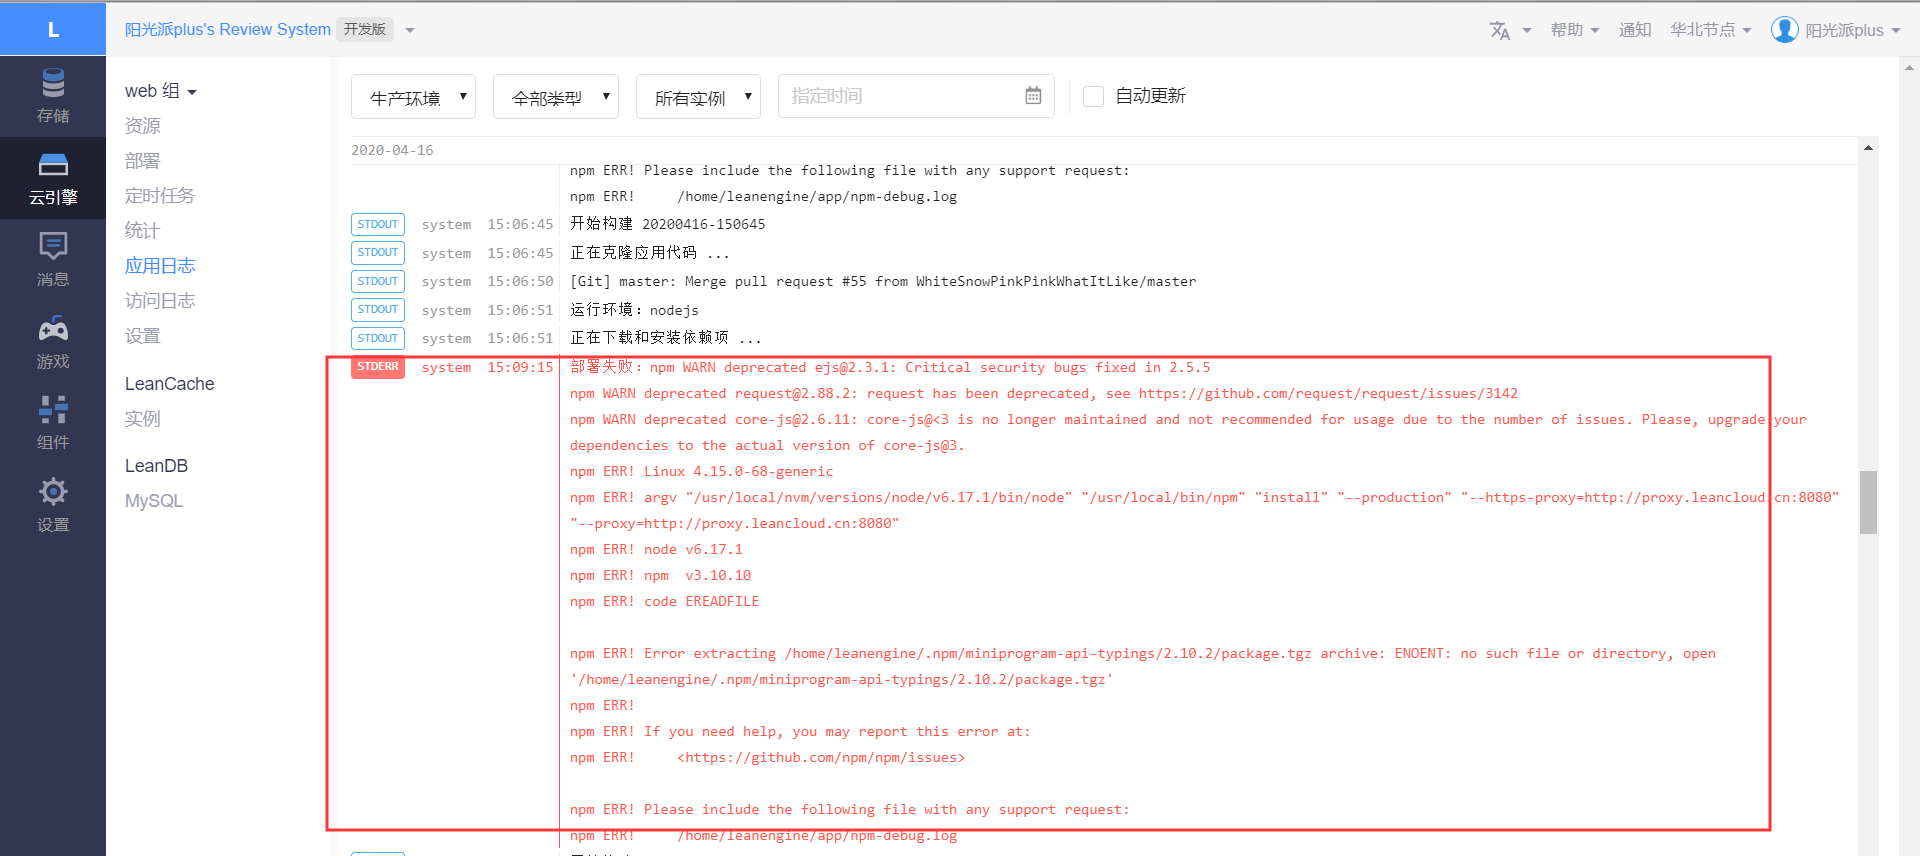 L
阳光派plus's Review System 开发版
帮助 通知 华北节点 阳光派plus
存储
云引擎
消息
游戏
组件
设置
web 组
资源
部署
定时任务
统计
应用日志
访问日志
设置
LeanCache
实例
LeanDB
MySQL
生产环境 全部类型 所有实例 指定时间 自动更新
2020-04-16
npm ERR! Please include the following file with any support request:
npm ERR!     /home/leanengine/app/npm-debug.log
STDOUT system 15:06:45 开始构建 20200416-150645
STDOUT system 15:06:45 正在克隆应用代码 ...
STDOUT system 15:06:50 [Git] master: Merge pull request #55 from WhiteSnowPinkPinkWhatItLike/master
STDOUT system 15:06:51 运行环境：nodejs
STDOUT system 15:06:51 正在下载和安装依赖项 ...
STDERR system 15:09:15 部署失败：npm WARN deprecated ejs@2.3.1: Critical security bugs fixed in 2.5.5
npm WARN deprecated request@2.88.2: request has been deprecated, see https://github.com/request/request/issues/3142
npm WARN deprecated core-js@2.6.11: core-js@<3 is no longer maintained and not recommended for usage due to the number of issues. Please, upgrade your
dependencies to the actual version of core-js@3.
npm ERR! Linux 4.15.0-68-generic
npm ERR! argv "/usr/local/nvm/versions/node/v6.17.1/bin/node" "/usr/local/bin/npm" "install" "--production" "--https-proxy=http://proxy.leancloud.cn:8080"
"--proxy=http://proxy.leancloud.cn:8080"
npm ERR! node v6.17.1
npm ERR! npm  v3.10.10
npm ERR! code EREADFILE
npm ERR! Error extracting /home/leanengine/.npm/miniprogram-api-typings/2.10.2/package.tgz archive: ENOENT: no such file or directory, open
'/home/leanengine/.npm/miniprogram-api-typings/2.10.2/package.tgz'
npm ERR!
npm ERR! If you need help, you may report this error at:
npm ERR!     <https://github.com/npm/npm/issues>
npm ERR! Please include the following file with any support request:
npm ERR!     /home/leanengine/app/npm-debug.log